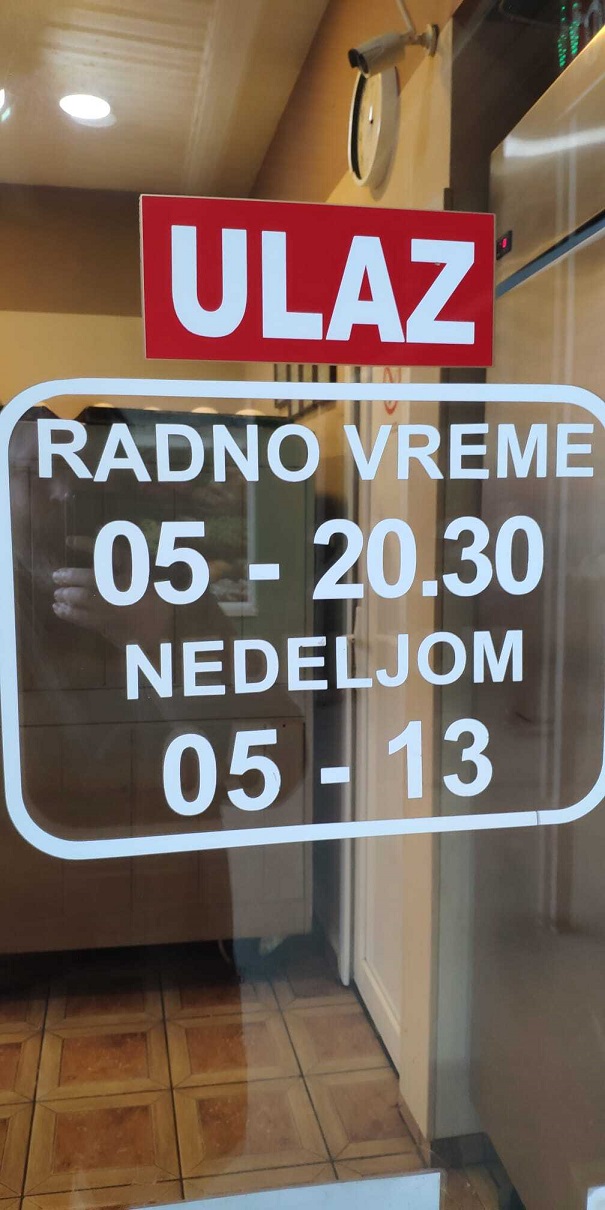 ULAZ
RADNO VREME
05 - 20.30
NEDELJOM
05 - 13